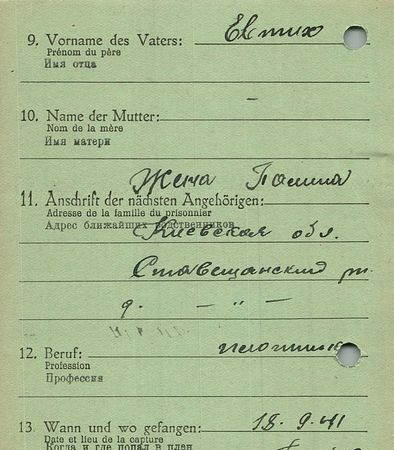 9. Vorname des Vaters: Евтих
Prénom du père
Имя отца
10. Name der Mutter: —
Nom de la mère
Имя матери
Жена Полина
11. Anschrift der nächsten Angehörigen:
Adresse de la famille du prisonnier
Адрес ближайших родственников
Киевская обл.
Ставещанский р.
д. — „ —
12. Beruf: плотник
Profession
Профессия
13. Wann und wo gefangen: 18. 9. 41
Date et lieu de la capture
Когда и где попал в плен